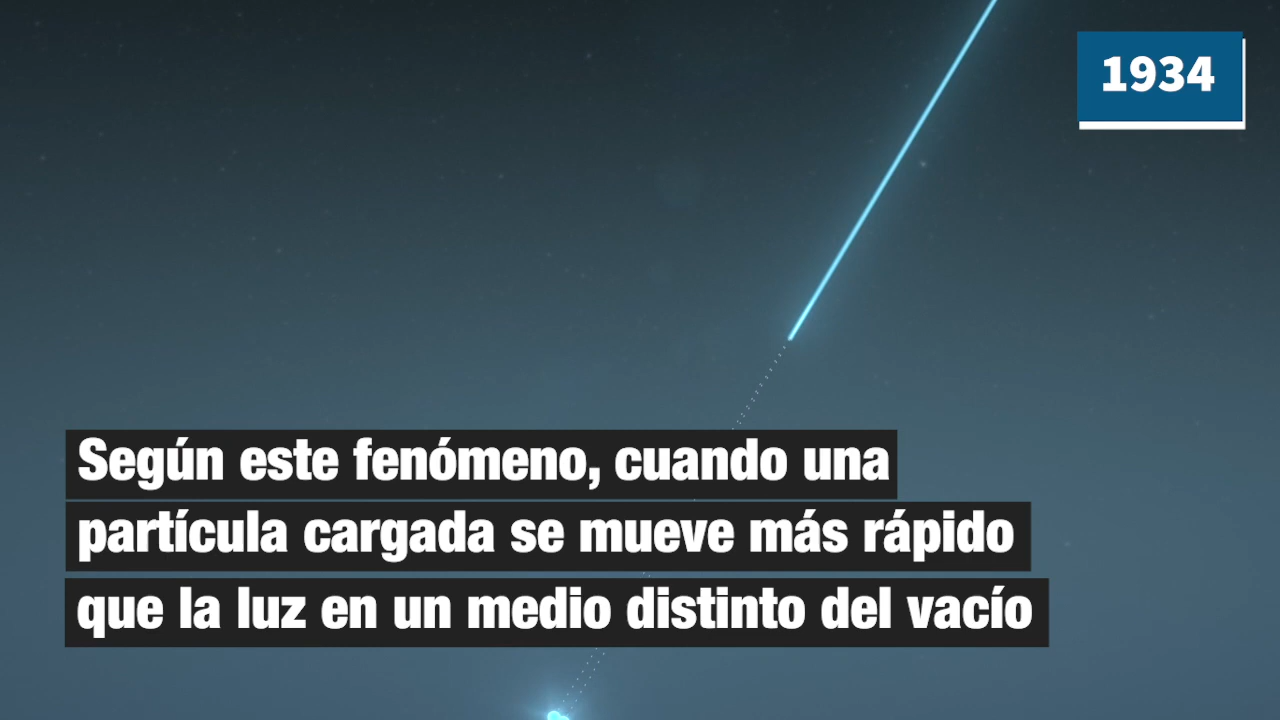 1934
Según este fenómeno, cuando una
partícula cargada se mueve más rápido
que la luz en un medio distinto del vacío